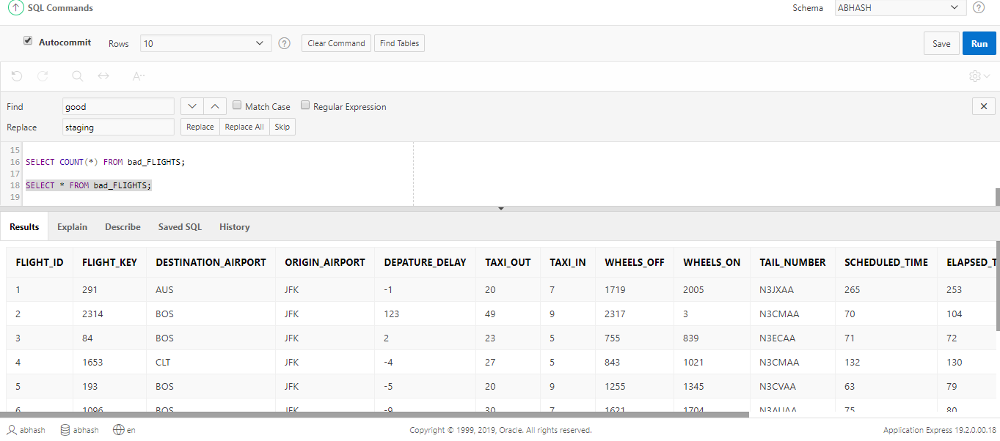 SQL Commands Schema ABHASH
Autocommit Rows 10 Clear Command Find Tables Save Run
Find good Match Case Regular Expression
Replace staging Replace Replace All Skip
15
16 SELECT COUNT(*) FROM bad_FLIGHTS;
17
18 SELECT * FROM bad_FLIGHTS;
19
Results Explain Describe Saved SQL History
FLIGHT_ID FLIGHT_KEY DESTINATION_AIRPORT ORIGIN_AIRPORT DEPATURE_DELAY TAXI_OUT TAXI_IN WHEELS_OFF WHEELS_ON TAIL_NUMBER SCHEDULED_TIME ELAPSED_T
1 291 AUS JFK -1 20 7 1719 2005 N3JXAA 265 253
2 2314 BOS JFK 123 49 9 2317 3 N3CMAA 70 104
3 84 BOS JFK 2 23 5 755 839 N3ECAA 71 72
4 1653 CLT JFK -4 27 5 843 1021 N3CMAA 132 130
5 193 BOS JFK -5 20 9 1255 1345 N3CVAA 63 79
6 1096 BOS JFK -9 30 7 1621 1704 N3AUAA 75 80
abhash abhash en Copyright © 1999, 2019, Oracle. All rights reserved. Application Express 19.2.0.00.18